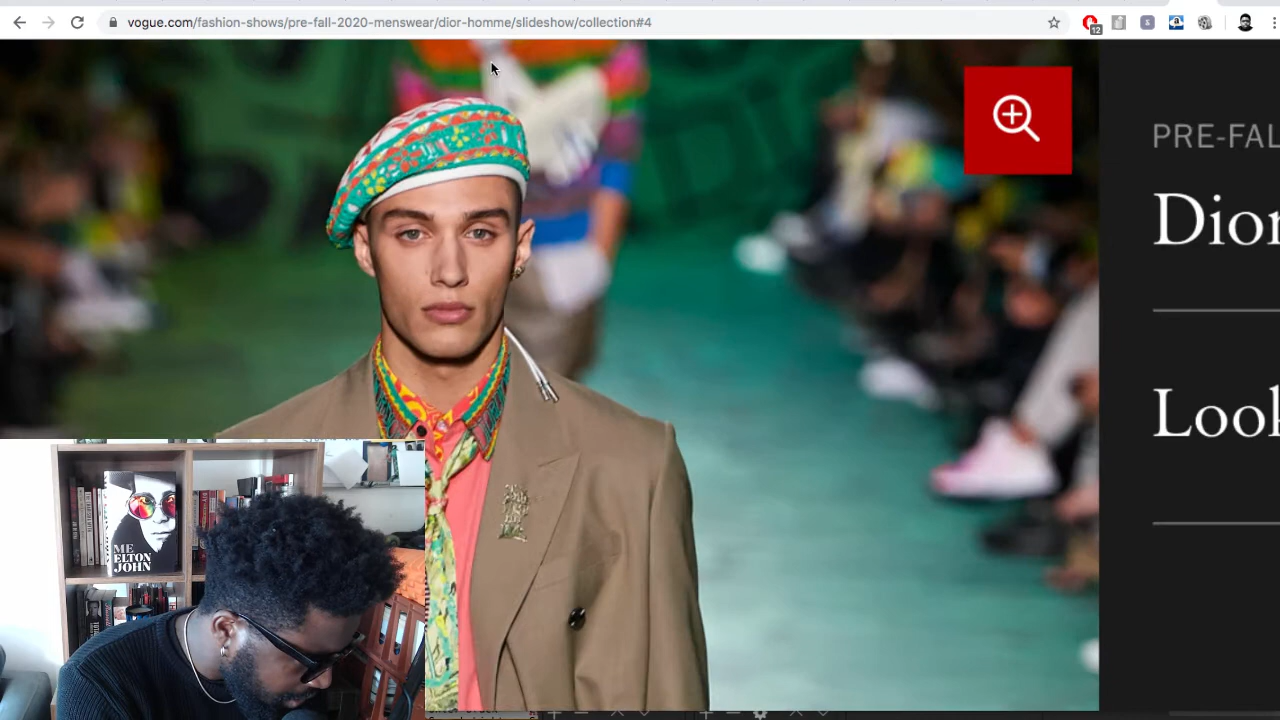 vogue.com/fashion-shows/pre-fall-2020-menswear/dior-homme/slideshow/collection#4
12
PRE-FAL
Dior
Look
ME
ELTON
JOHN